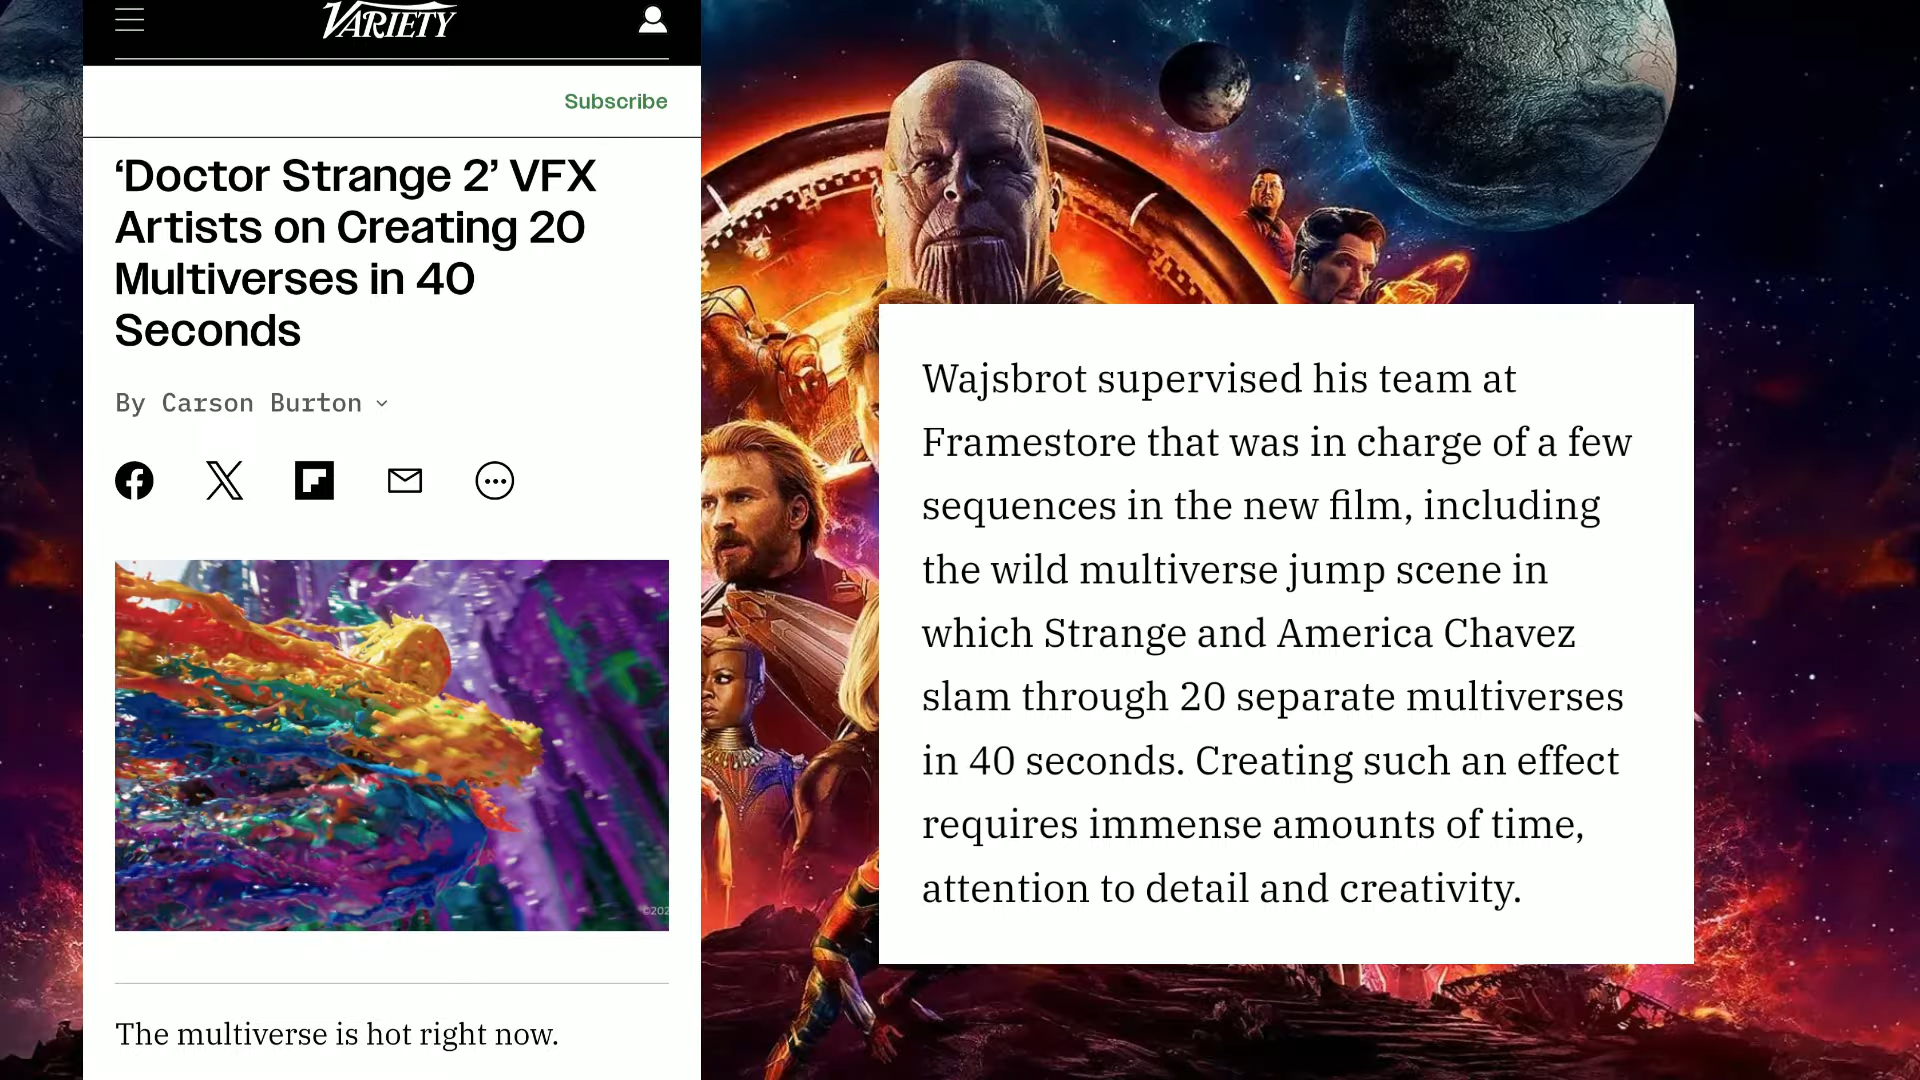 VARIETY
Subscribe
‘Doctor Strange 2’ VFX
Artists on Creating 20
Multiverses in 40
Seconds
By Carson Burton
©202
The multiverse is hot right now.
Wajsbrot supervised his team at
Framestore that was in charge of a few
sequences in the new film, including
the wild multiverse jump scene in
which Strange and America Chavez
slam through 20 separate multiverses
in 40 seconds. Creating such an effect
requires immense amounts of time,
attention to detail and creativity.